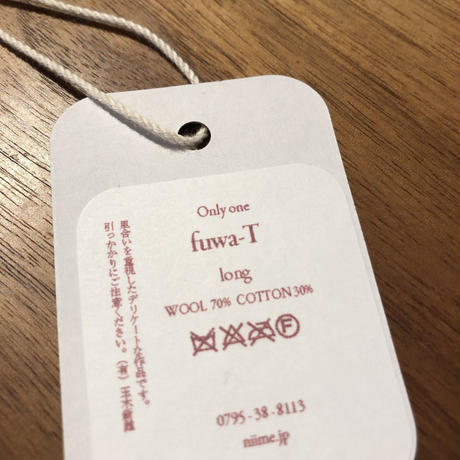 Only one
fuwa-T
long
WOOL 70% COTTON 30%
F
風合いを重視したデリケートな作品です。
引っかかりにご注意ください。(有)玉木新雌
0795-38-8113
niime.jp